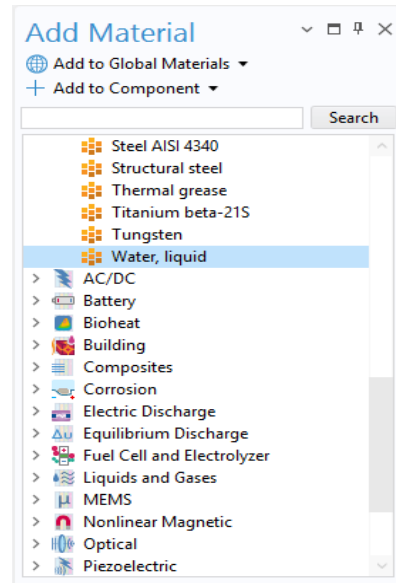 Add Material
Add to Global Materials
Add to Component
Search
Steel AISI 4340
Structural steel
Thermal grease
Titanium beta-21S
Tungsten
Water, liquid
AC/DC
Battery
Bioheat
Building
Composites
Corrosion
Electric Discharge
Δu Equilibrium Discharge
Fuel Cell and Electrolyzer
Liquids and Gases
μ MEMS
Nonlinear Magnetic
Optical
Piezoelectric